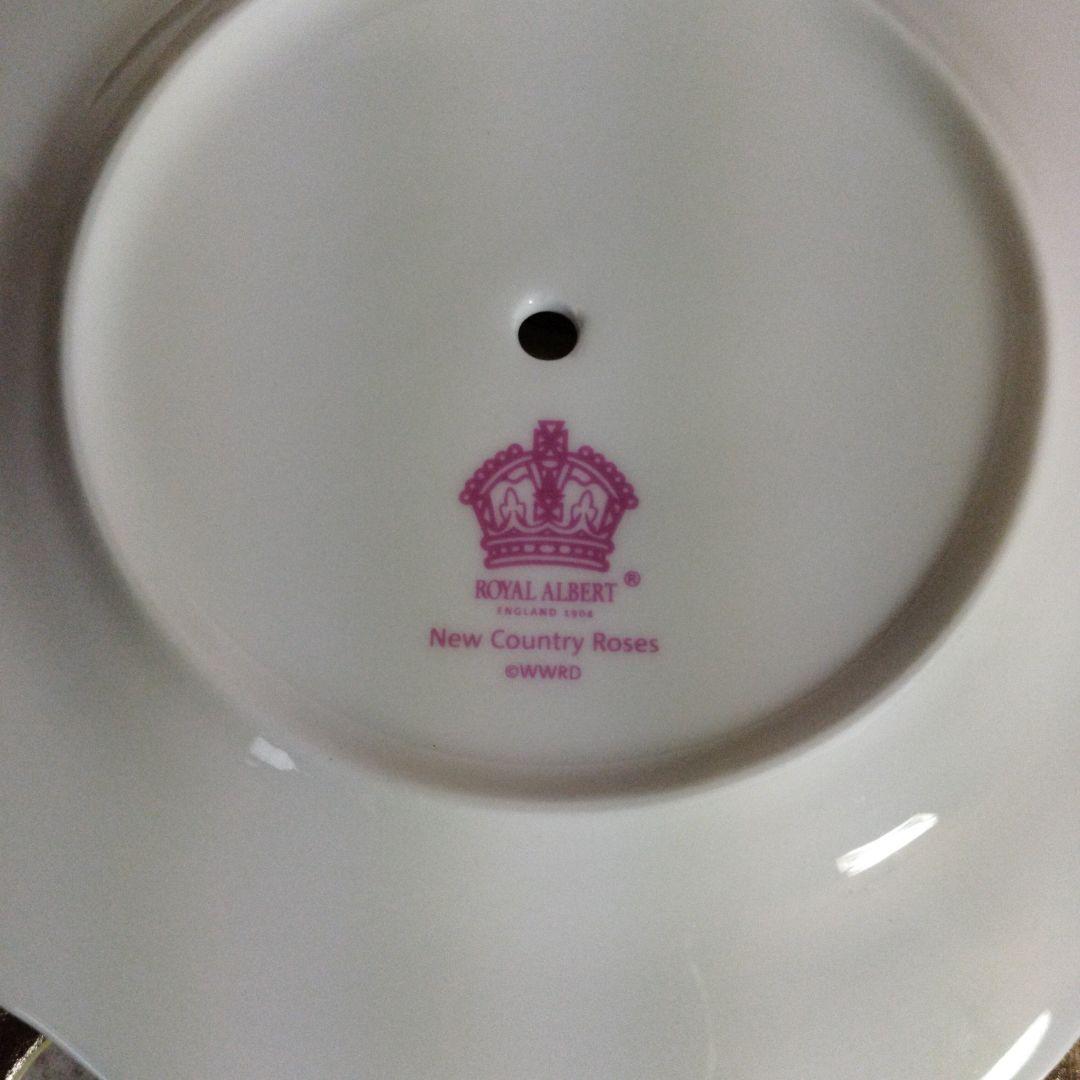 ROYAL ALBERT ®
ENGLAND 1904
New Country Roses
©WWRD